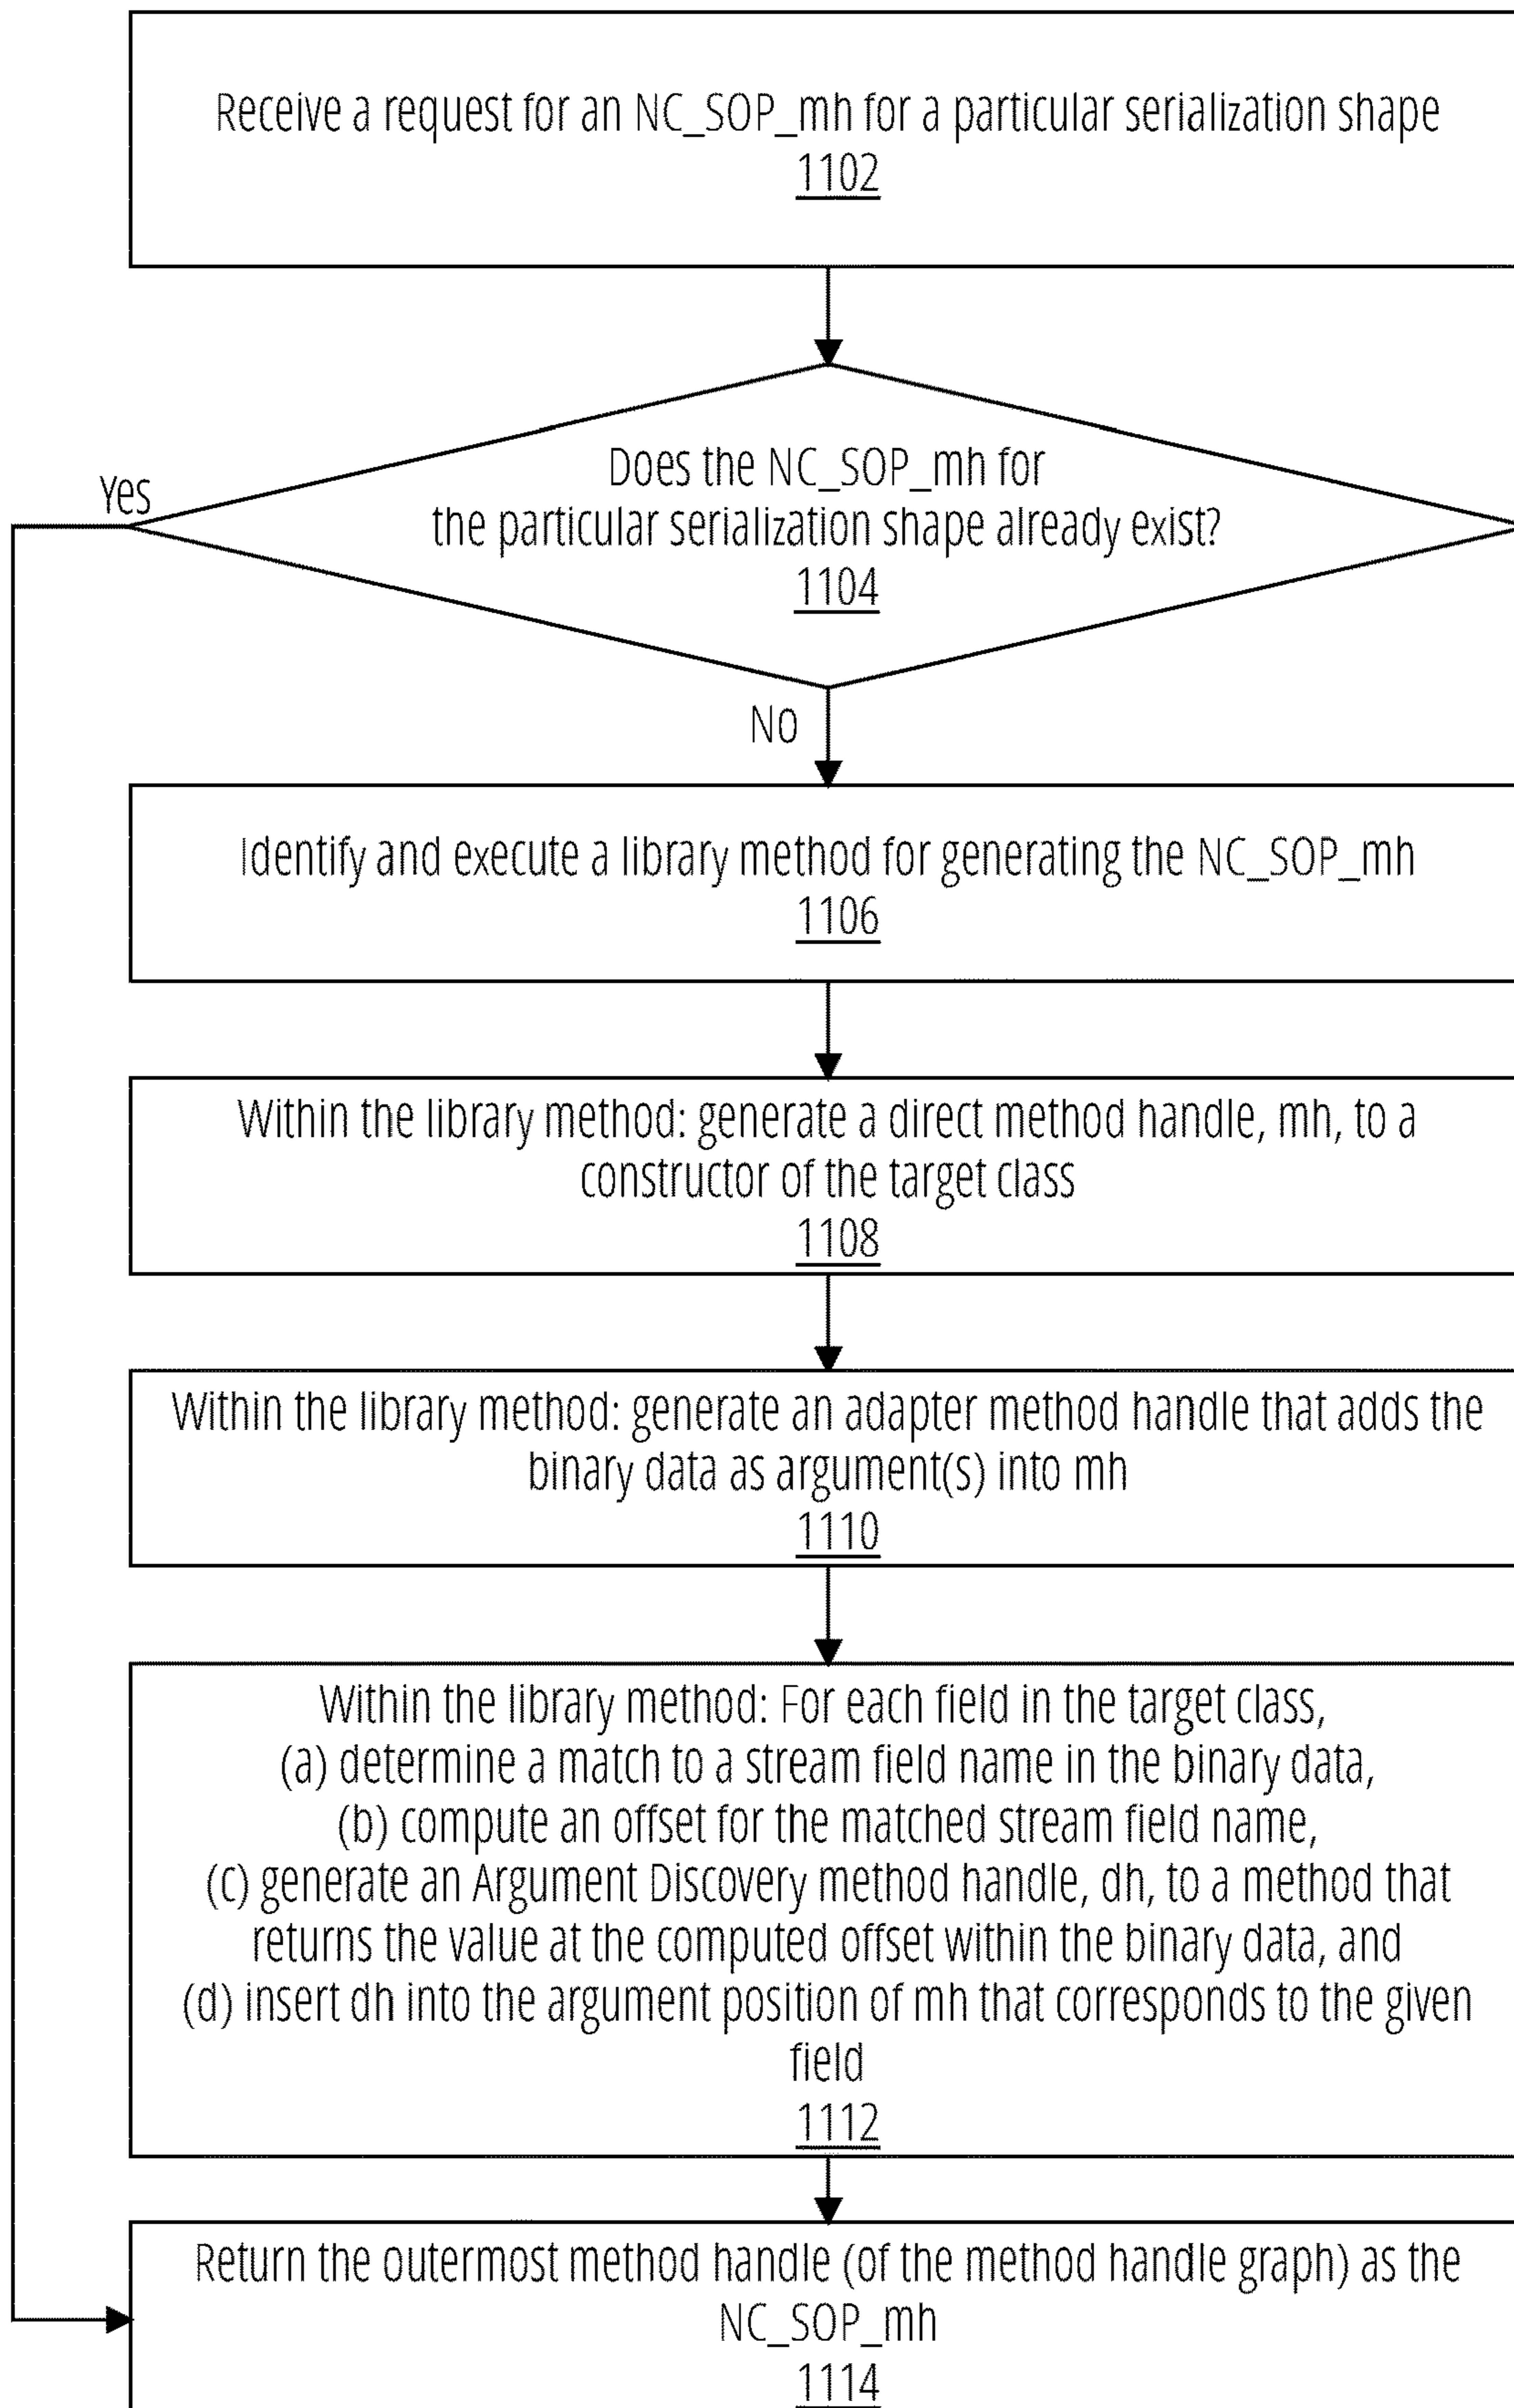 Receive a request for an NC_SOP_mh for a particular serialization shape
1102
Does the NC_SOP_mh for
the particular serialization shape already exist?
1104
Yes
No
Identify and execute a library method for generating the NC_SOP_mh
1106
Within the library method: generate a direct method handle, mh, to a
constructor of the target class
1108
Within the library method: generate an adapter method handle that adds the
binary data as argument(s) into mh
1110
Within the library method: For each field in the target class,
(a) determine a match to a stream field name in the binary data,
(b) compute an offset for the matched stream field name,
(c) generate an Argument Discovery method handle, dh, to a method that
returns the value at the computed offset within the binary data, and
(d) insert dh into the argument position of mh that corresponds to the given
field
1112
Return the outermost method handle (of the method handle graph) as the
NC_SOP_mh
1114